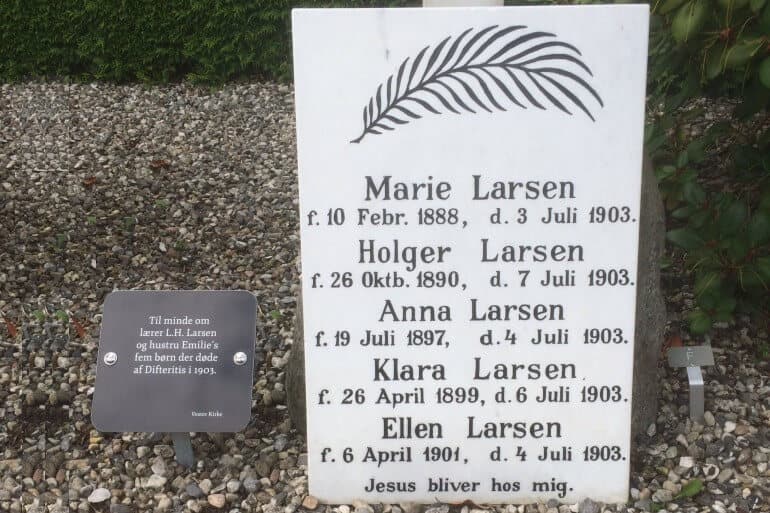 Marie Larsen
f. 10 Febr. 1888, d. 3 Juli 1903.
Holger Larsen
f. 26 Oktb. 1890, d. 7 Juli 1903.
Anna Larsen
f. 19 Juli 1897, d. 4 Juli 1903.
Klara Larsen
f. 26 April 1899, d. 6 Juli 1903.
Ellen Larsen
f. 6 April 1901, d. 4 Juli 1903.
Jesus bliver hos mig.
Til minde om
lærer L.H. Larsen
og hustru Emilie's
fem børn der døde
af Difteritis i 1903.